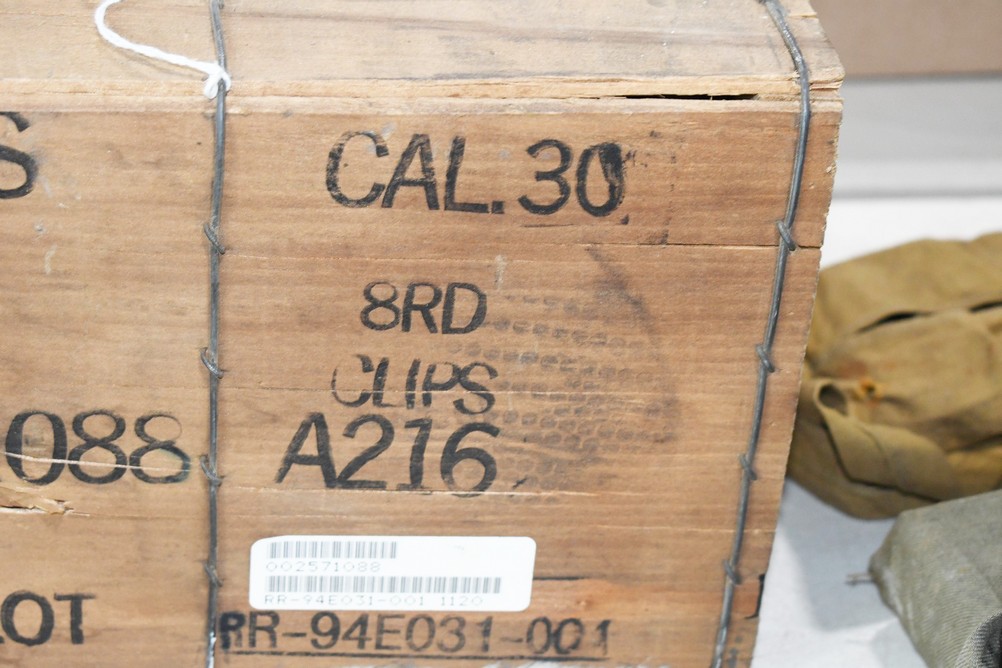 S CAL.30
8RD
CLIPS
088 A216
002571088
RR-94E031-001 1120
LOT RR-94E031-001